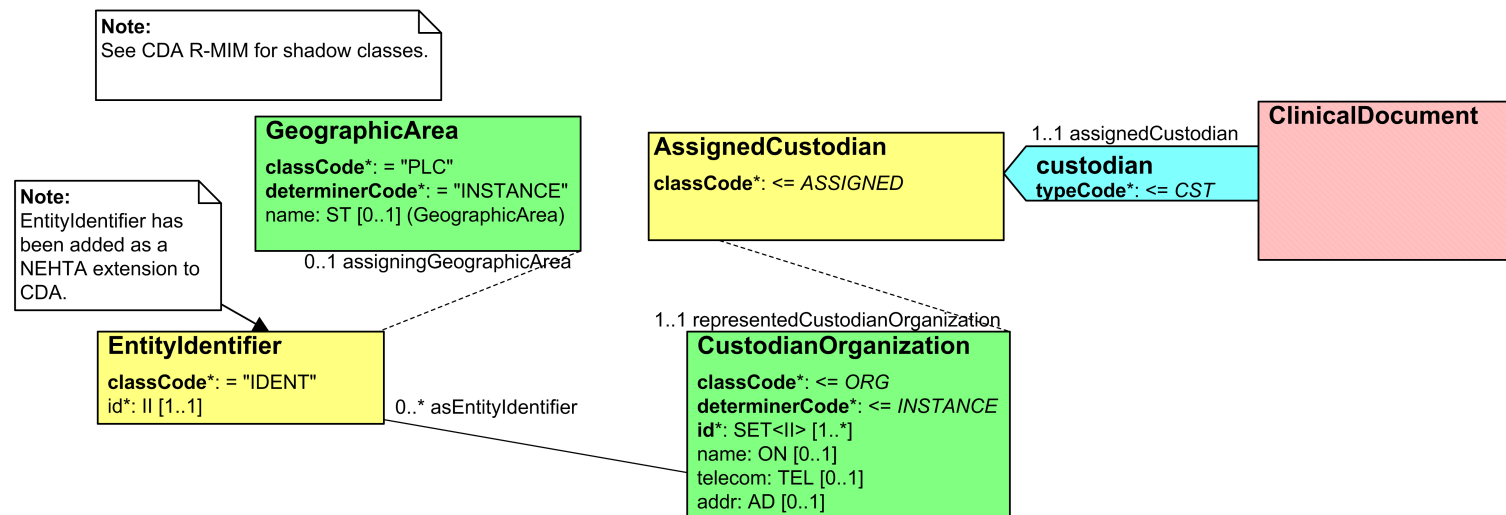 Note:
See CDA R-MIM for shadow classes.
GeographicArea
classCode*: = "PLC"
determinerCode*: = "INSTANCE"
name: ST [0..1] (GeographicArea)
0..1 assigningGeographicArea
AssignedCustodian
classCode*: <= ASSIGNED
1..1 assignedCustodian
custodian
typeCode*: <= CST
ClinicalDocument
Note:
EntityIdentifier has
been added as a
NEHTA extension to
CDA.
EntityIdentifier
classCode*: = "IDENT"
id*: II [1..1]
0..* asEntityIdentifier
1..1 representedCustodianOrganization
CustodianOrganization
classCode*: <= ORG
determinerCode*: <= INSTANCE
id*: SET<II> [1..*]
name: ON [0..1]
telecom: TEL [0..1]
addr: AD [0..1]